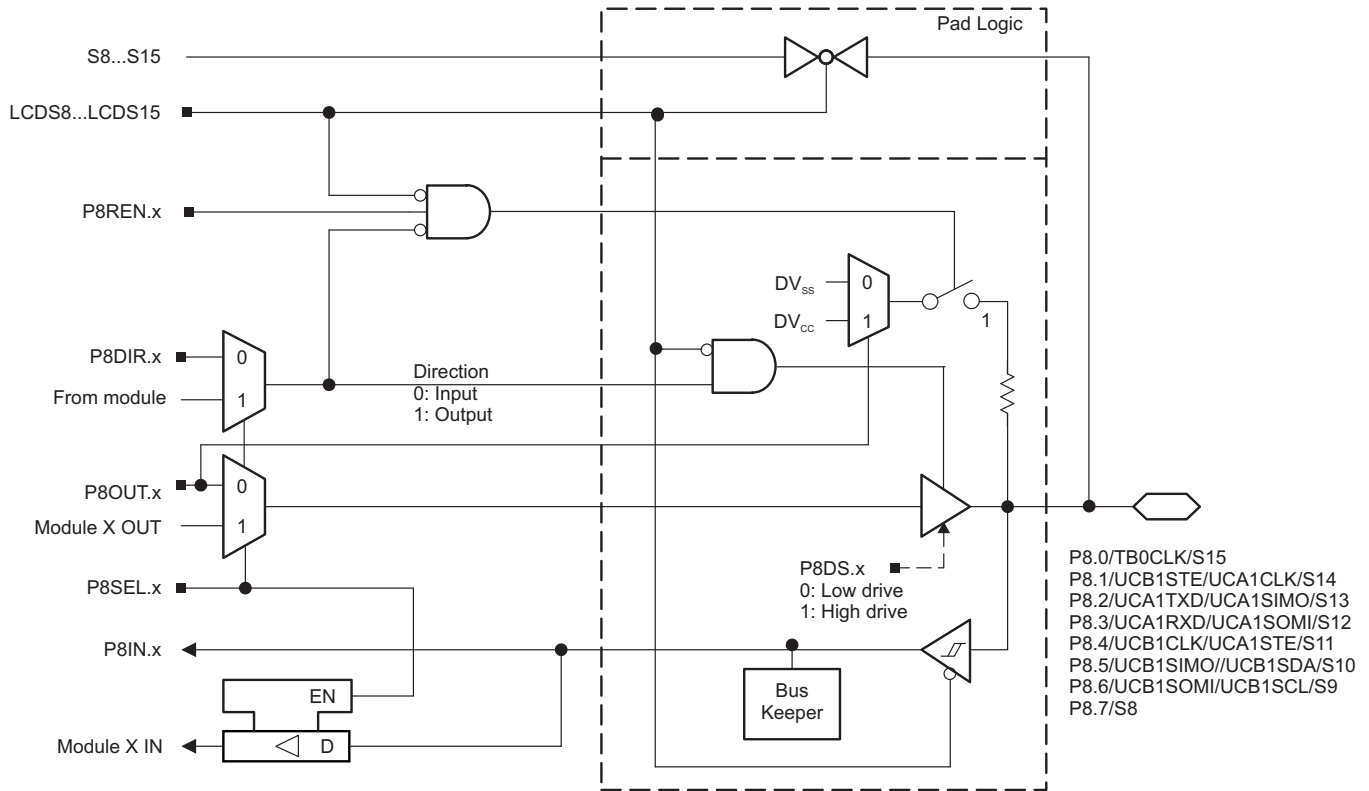 Pad Logic
S8...S15
LCDS8...LCDS15
P8REN.x
DVSS
0
DVCC
1
1
P8DIR.x
0
From module
1
Direction
0: Input
1: Output
P8OUT.x
0
Module X OUT
1
P8DS.x
0: Low drive
1: High drive
P8SEL.x
P8IN.x
EN
Bus
Keeper
Module X IN
D
P8.0/TB0CLK/S15
P8.1/UCB1STE/UCA1CLK/S14
P8.2/UCA1TXD/UCA1SIMO/S13
P8.3/UCA1RXD/UCA1SOMI/S12
P8.4/UCB1CLK/UCA1STE/S11
P8.5/UCB1SIMO//UCB1SDA/S10
P8.6/UCB1SOMI/UCB1SCL/S9
P8.7/S8